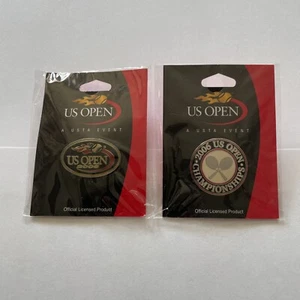 US OPEN
A USTA EVENT
US OPEN
2006
Official Licensed Product
US OPEN
A USTA EVENT
2006 US OPEN
CHAMPIONSHIPS
Official Licensed Product